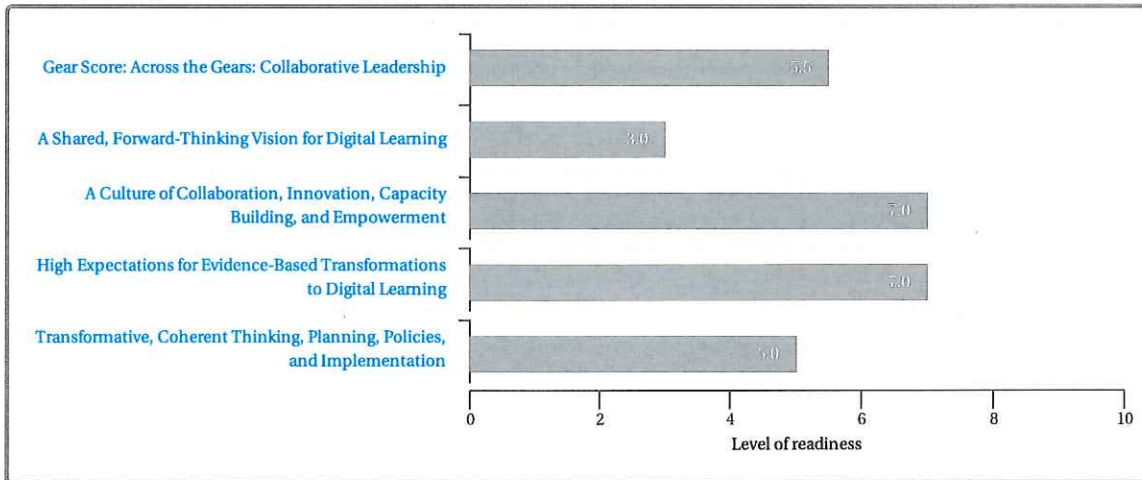 Gear Score: Across the Gears: Collaborative Leadership
5.5
A Shared, Forward-Thinking Vision for Digital Learning
3.0
A Culture of Collaboration, Innovation, Capacity
Building, and Empowerment
7.0
High Expectations for Evidence-Based Transformations
to Digital Learning
7.0
Transformative, Coherent Thinking, Planning, Policies,
and Implementation
5.0
0 2 4 6 8 10
Level of readiness